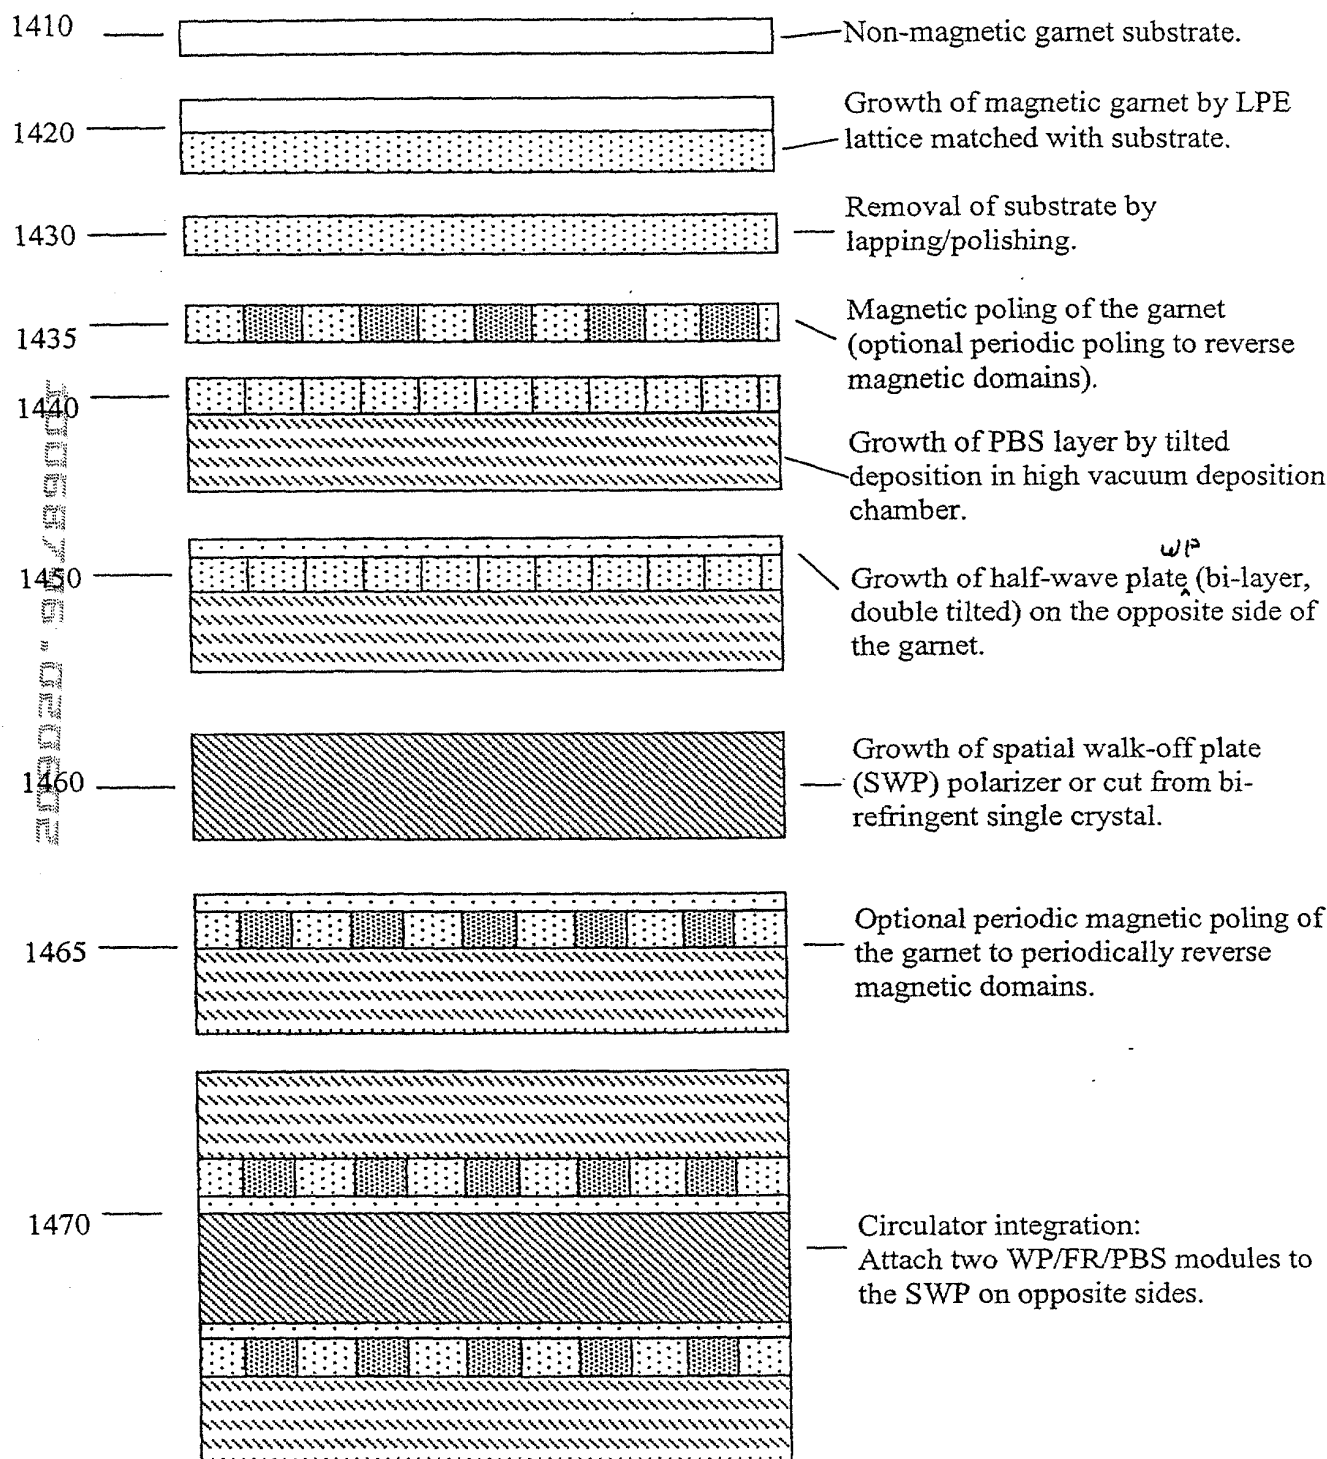 1410
Non-magnetic garnet substrate.
1420
Growth of magnetic garnet by LPE
lattice matched with substrate.
1430
Removal of substrate by
lapping/polishing.
1435
Magnetic poling of the garnet
(optional periodic poling to reverse
magnetic domains).
1440
Growth of PBS layer by tilted
deposition in high vacuum deposition
chamber.
1450
WP
Growth of half-wave plate ‸ (bi-layer,
double tilted) on the opposite side of
the garnet.
1460
Growth of spatial walk-off plate
(SWP) polarizer or cut from bi-
refringent single crystal.
1465
Optional periodic magnetic poling of
the garnet to periodically reverse
magnetic domains.
1470
Circulator integration:
Attach two WP/FR/PBS modules to
the SWP on opposite sides.